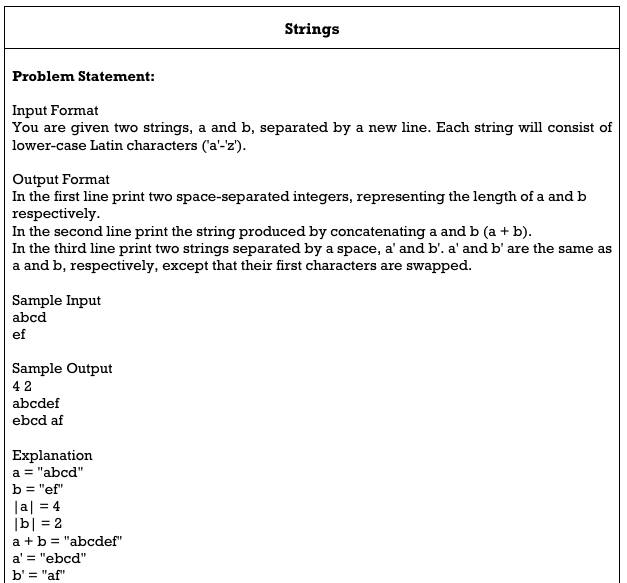 Strings
Problem Statement:
Input Format
You are given two strings, a and b, separated by a new line. Each string will consist of
lower-case Latin characters ('a'-'z').
Output Format
In the first line print two space-separated integers, representing the length of a and b
respectively.
In the second line print the string produced by concatenating a and b (a + b).
In the third line print two strings separated by a space, a' and b'. a' and b' are the same as
a and b, respectively, except that their first characters are swapped.
Sample Input
abcd
ef
Sample Output
4 2
abcdef
ebcd af
Explanation
a = "abcd"
b = "ef"
|a| = 4
|b| = 2
a + b = "abcdef"
a' = "ebcd"
b' = "af"